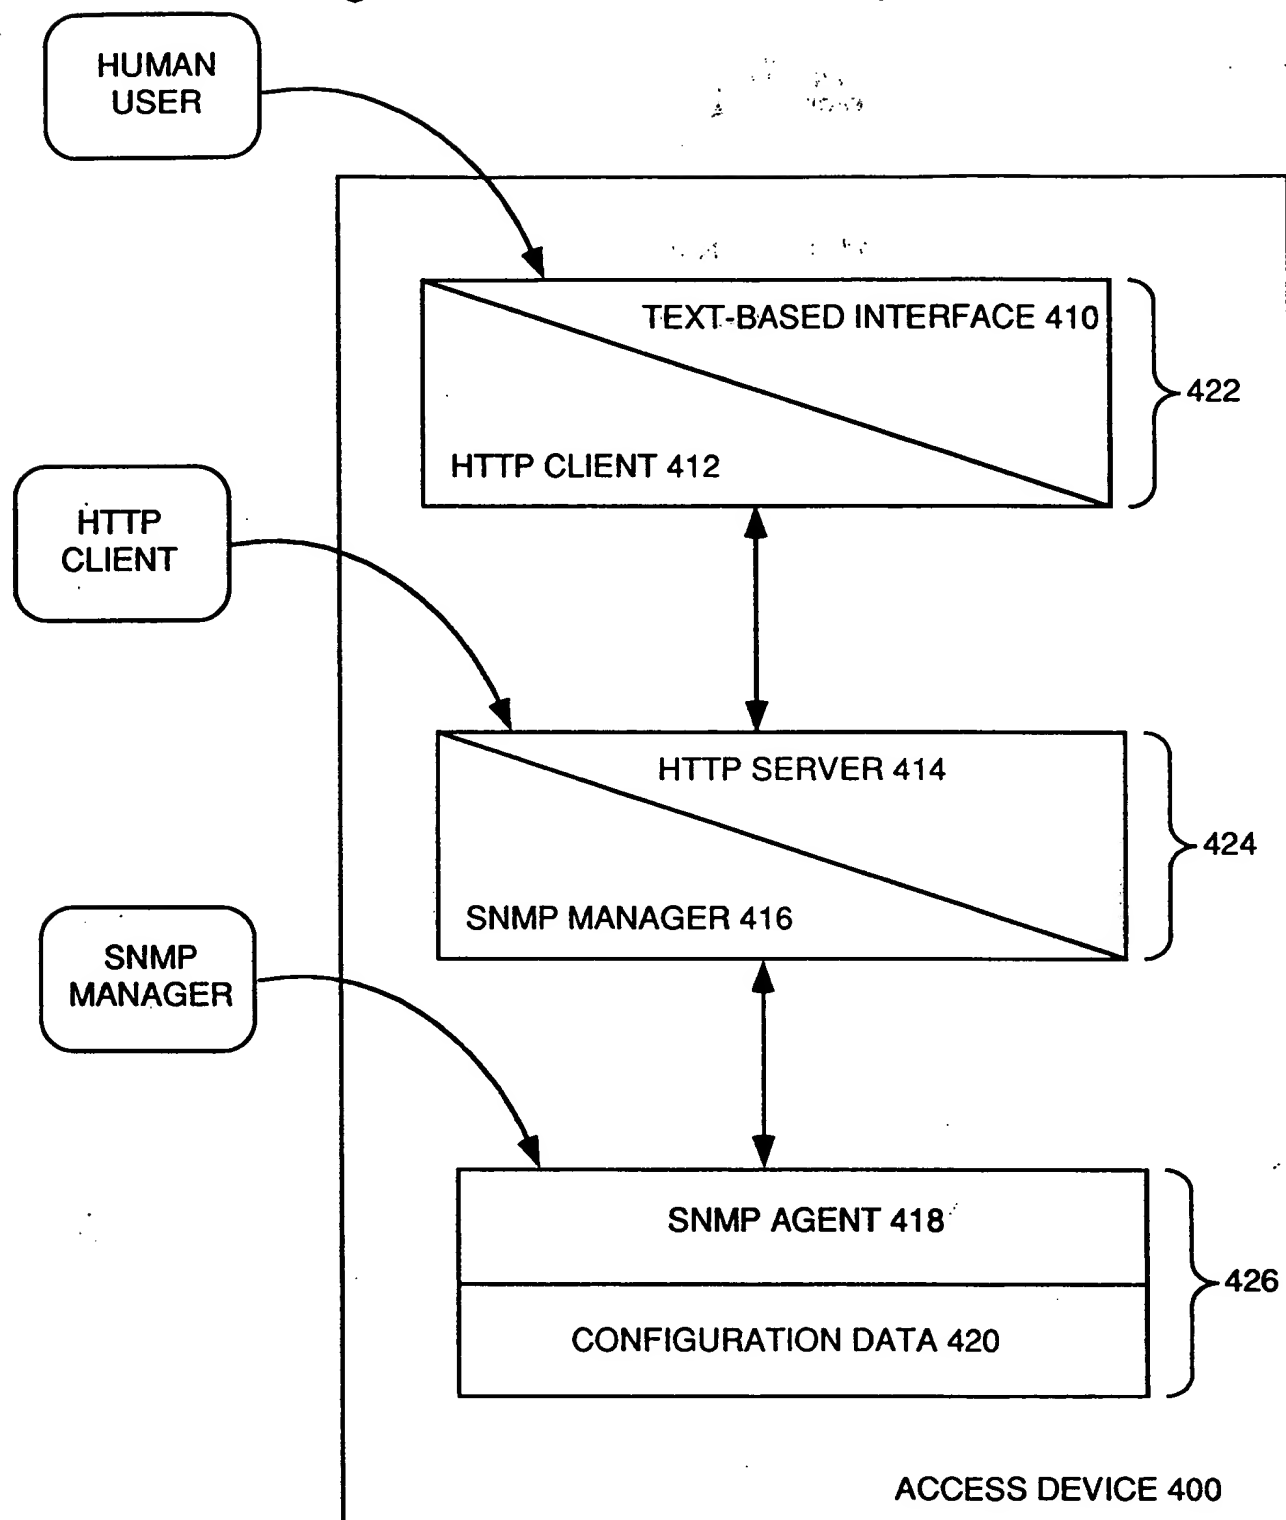 HUMAN
USER
TEXT-BASED INTERFACE 410
422
HTTP CLIENT 412
HTTP
CLIENT
HTTP SERVER 414
424
SNMP MANAGER 416
SNMP
MANAGER
SNMP AGENT 418
426
CONFIGURATION DATA 420
ACCESS DEVICE 400